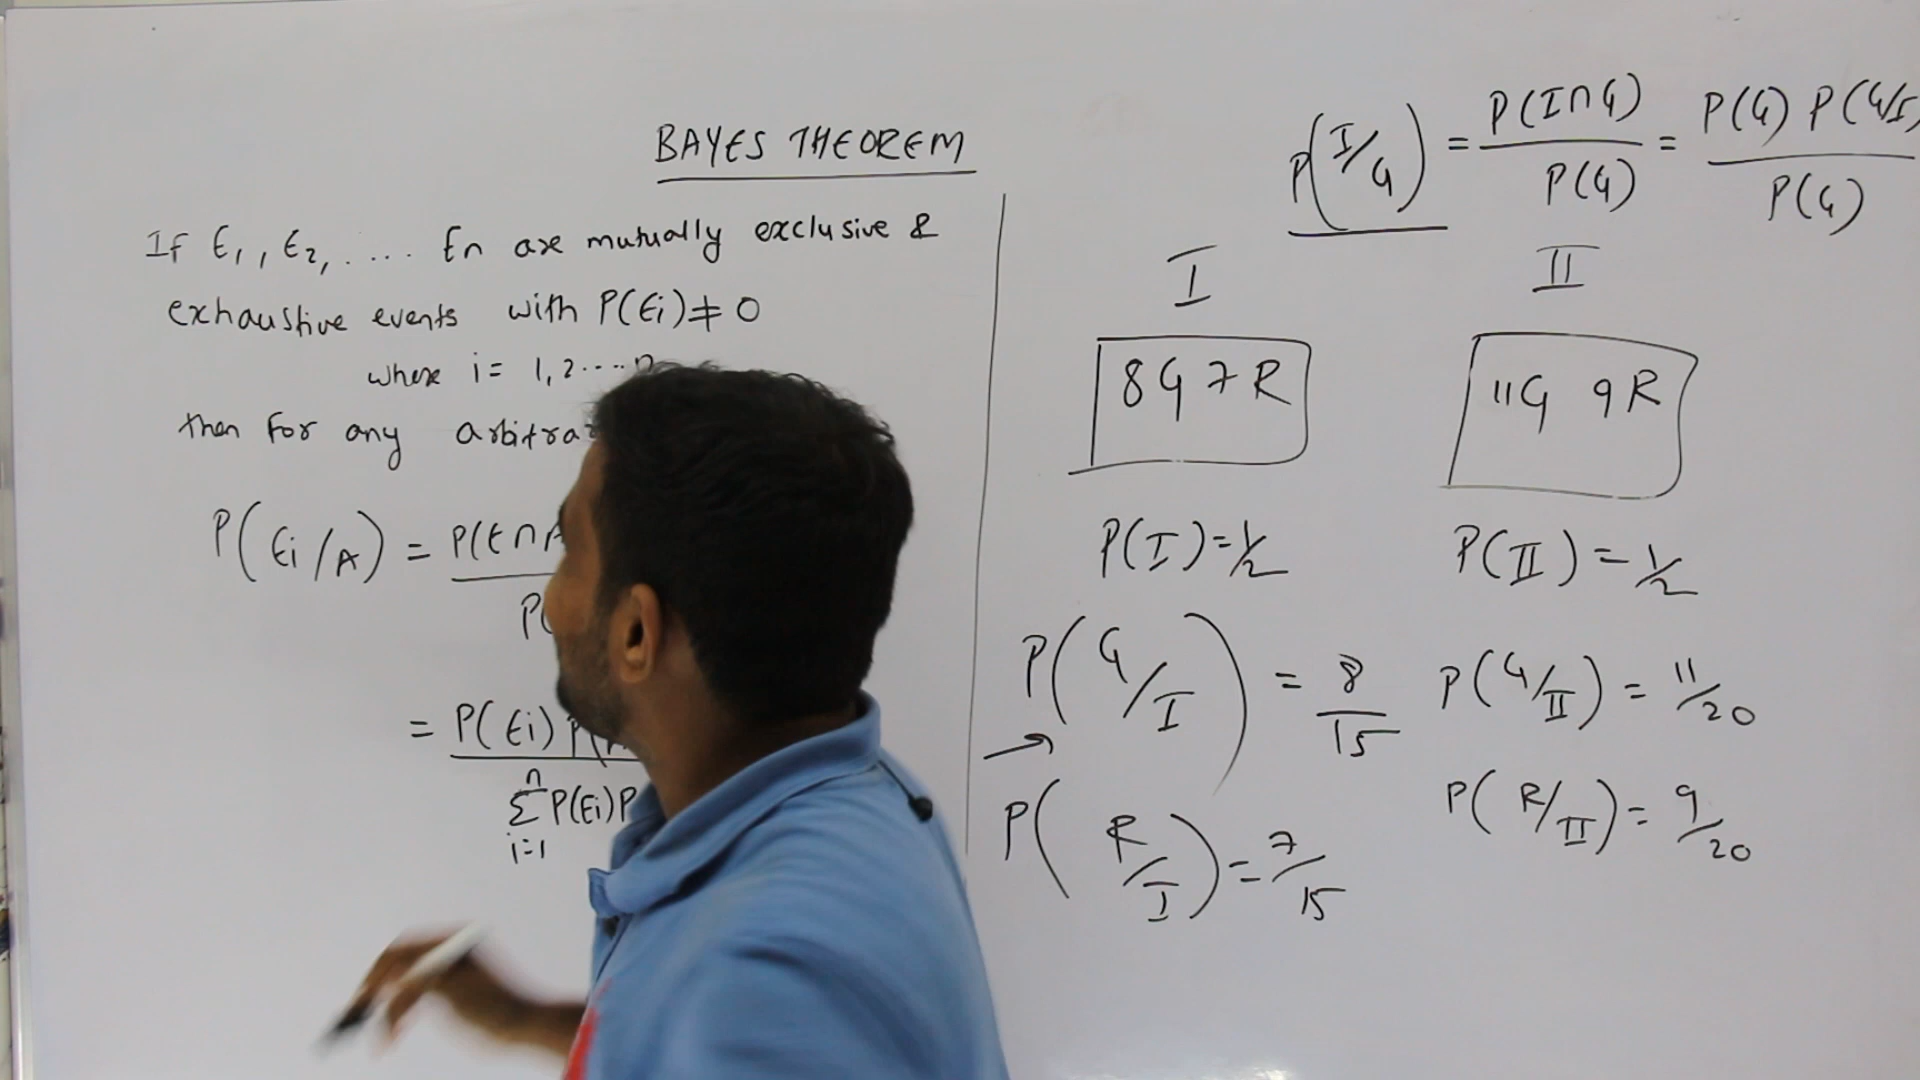 BAYES THEOREM
If E1, E2, .... En are mutually exclusive &
exhaustive events with P(Ei) ≠ 0
where i = 1, 2 ....
then for any
P(Ei/A) = P(E∩A
P(
= P(Ei) P(
n
Σ P(Ei) P
i=1
P(I/G) = P(I∩G) / P(G) = P(G) P(G/I) / P(G)
I II
8G 7R 11G 9R
P(I) = 1/2 P(II) = 1/2
P(G/I) = 8/15 P(G/II) = 11/20
→
P(R/I) = 7/15 P(R/II) = 9/20